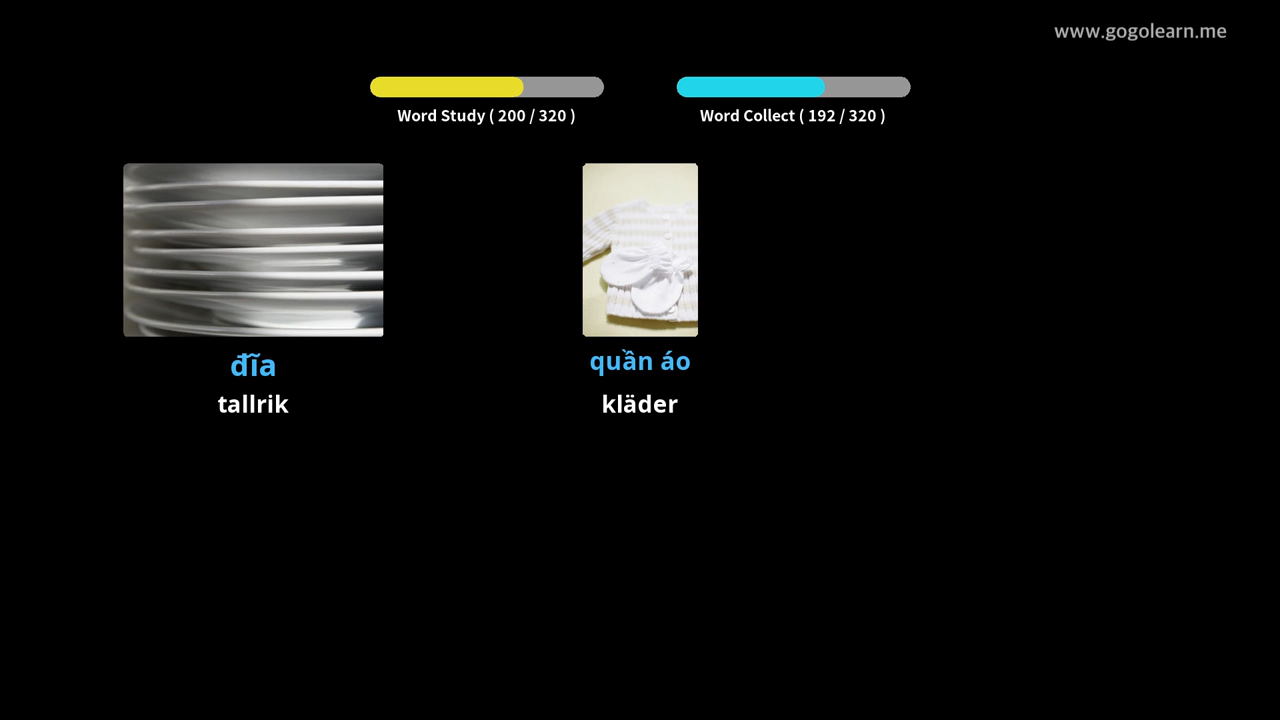 www.gogolearn.me
Word Study ( 200 / 320 )
Word Collect ( 192 / 320 )
đĩa
tallrik
quần áo
kläder